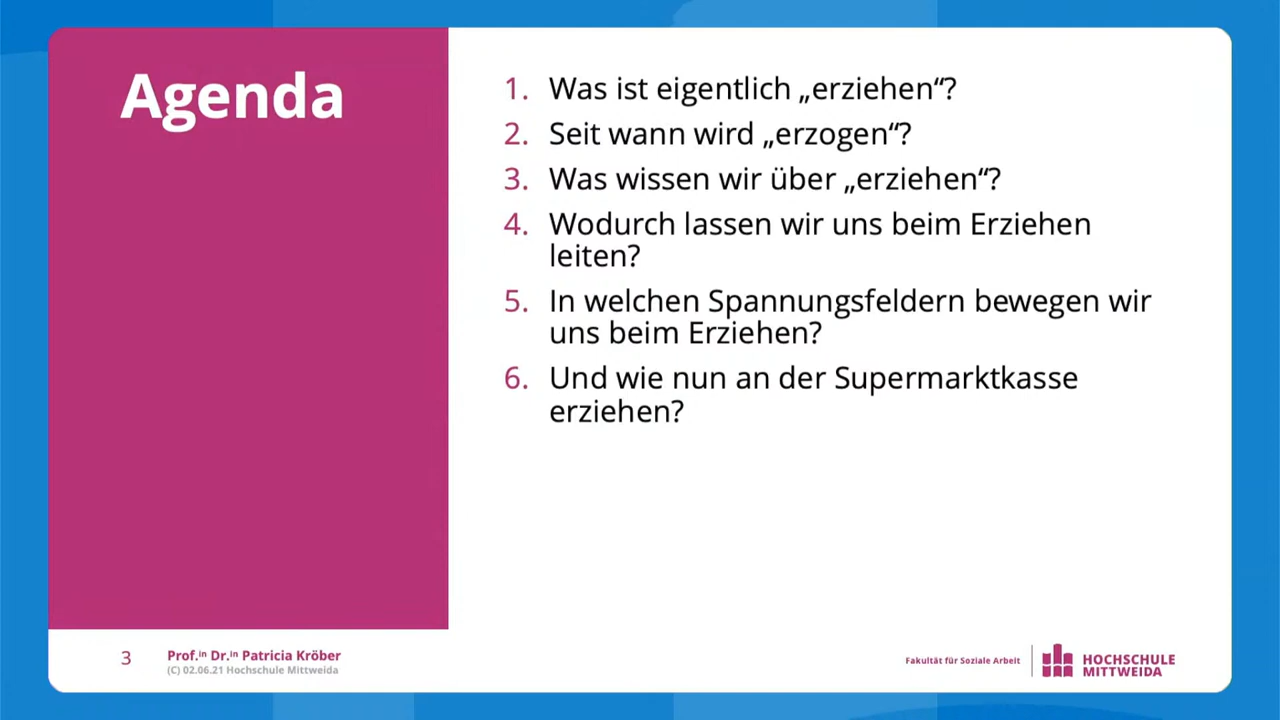 Agenda
1. Was ist eigentlich „erziehen“?
2. Seit wann wird „erzogen“?
3. Was wissen wir über „erziehen“?
4. Wodurch lassen wir uns beim Erziehen
leiten?
5. In welchen Spannungsfeldern bewegen wir
uns beim Erziehen?
6. Und wie nun an der Supermarktkasse
erziehen?
3
Prof.ⁱⁿ Dr.ⁱⁿ Patricia Kröber
(C) 02.06.21 Hochschule Mittweida
Fakultät für Soziale Arbeit
HOCHSCHULE
MITTWEIDA